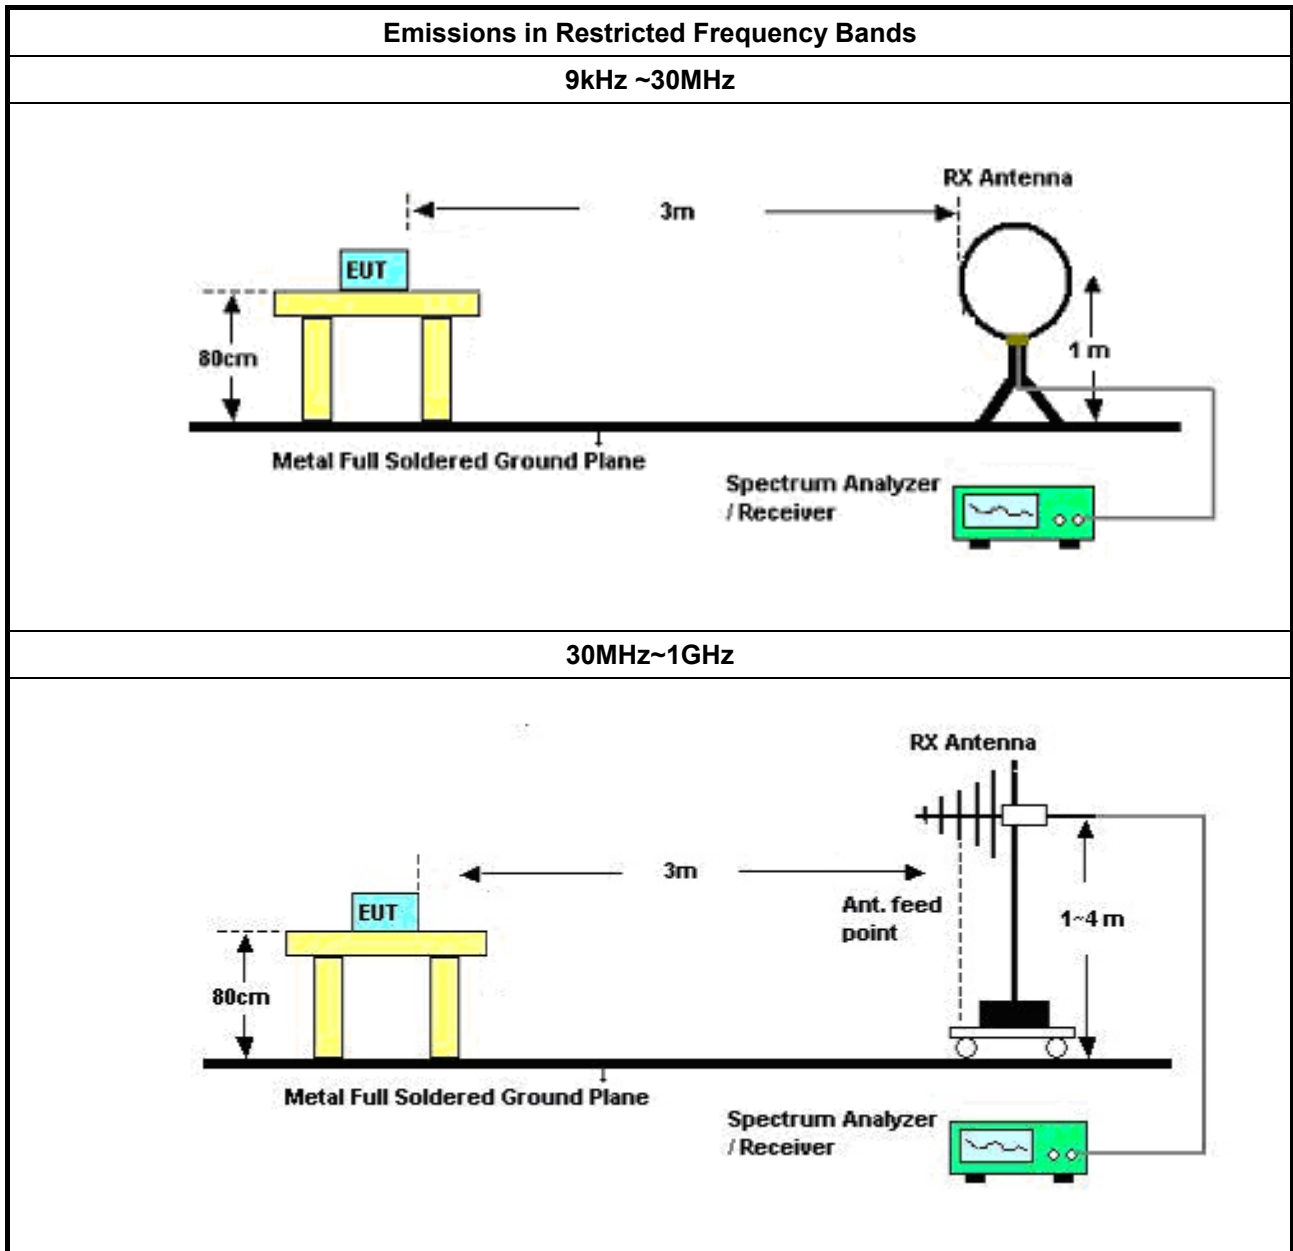 Emissions in Restricted Frequency Bands
9kHz ~30MHz
RX Antenna
3m
EUT
80cm
1 m
Metal Full Soldered Ground Plane
Spectrum Analyzer
/ Receiver
30MHz~1GHz
RX Antenna
3m
EUT
Ant. feed
point
1~4 m
80cm
Metal Full Soldered Ground Plane
Spectrum Analyzer
/ Receiver